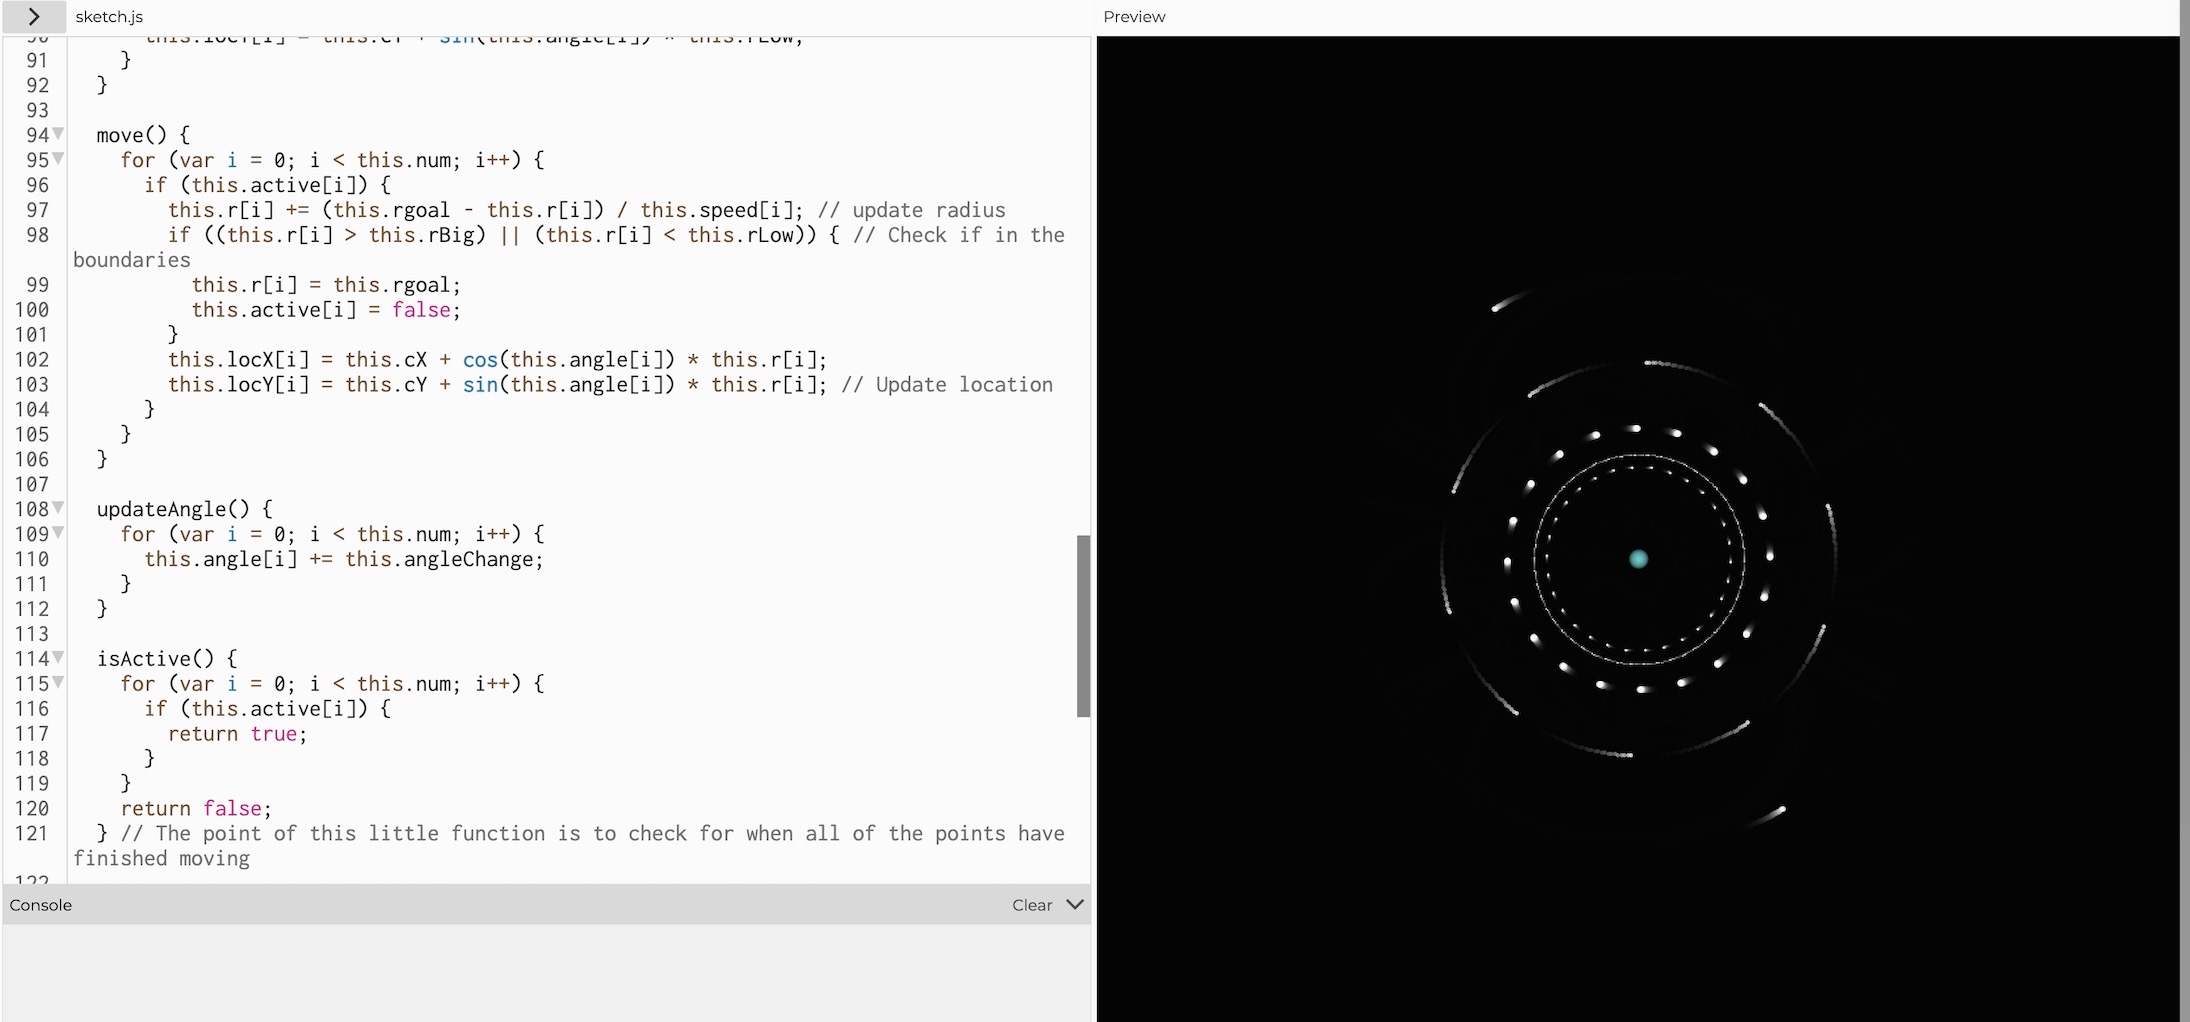 sketch.js
Preview
91 }
92 }
93
94 move() {
95 for (var i = 0; i < this.num; i++) {
96 if (this.active[i]) {
97 this.r[i] += (this.rgoal - this.r[i]) / this.speed[i]; // update radius
98 if ((this.r[i] > this.rBig) || (this.r[i] < this.rLow)) { // Check if in the
boundaries
99 this.r[i] = this.rgoal;
100 this.active[i] = false;
101 }
102 this.locX[i] = this.cX + cos(this.angle[i]) * this.r[i];
103 this.locY[i] = this.cY + sin(this.angle[i]) * this.r[i]; // Update location
104 }
105 }
106 }
107
108 updateAngle() {
109 for (var i = 0; i < this.num; i++) {
110 this.angle[i] += this.angleChange;
111 }
112 }
113
114 isActive() {
115 for (var i = 0; i < this.num; i++) {
116 if (this.active[i]) {
117 return true;
118 }
119 }
120 return false;
121 } // The point of this little function is to check for when all of the points have
finished moving
Console
Clear